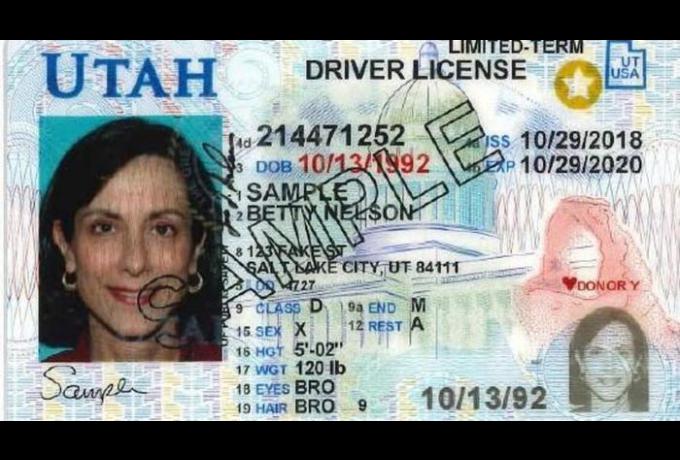 UTAH
LIMITED-TERM
DRIVER LICENSE
UT
USA
4d 214471252
4a ISS 10/29/2018
3 DOB 10/13/1992
4b EXP 10/29/2020
1 SAMPLE
2 BETTY NELSON
8 123 FAKE ST
SALT LAKE CITY, UT 84111
5 DD 4727
9 CLASS D 9a END M
15 SEX X 12 REST A
16 HGT 5'-02"
17 WGT 120 lb
18 EYES BRO
19 HAIR BRO 9
SAMPLE
♥DONOR Y
10/13/92
Sample